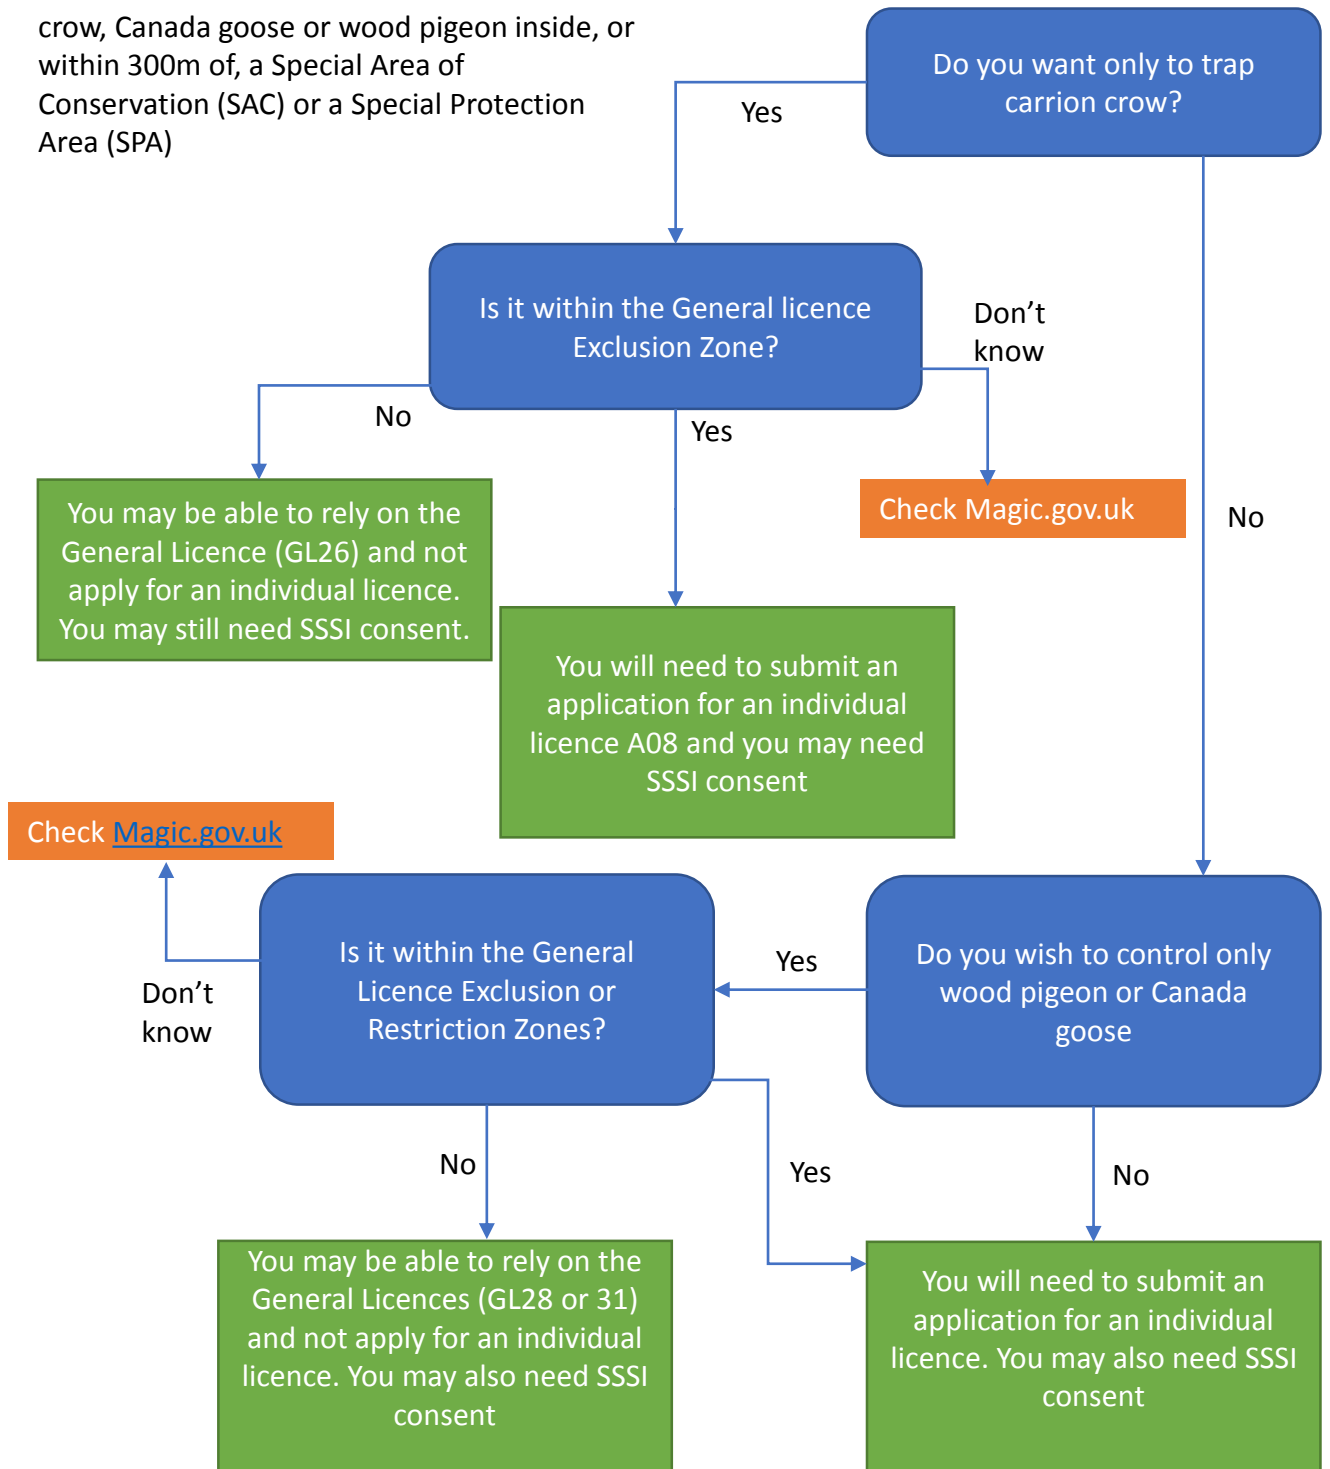 crow, Canada goose or wood pigeon inside, or
within 300m of, a Special Area of
Conservation (SAC) or a Special Protection
Area (SPA)
Do you want only to trap
carrion crow?
Yes
Is it within the General licence
Exclusion Zone?
Don’t
know
No
Yes
You may be able to rely on the
General Licence (GL26) and not
apply for an individual licence.
You may still need SSSI consent.
Check Magic.gov.uk
No
You will need to submit an
application for an individual
licence A08 and you may need
SSSI consent
Check Magic.gov.uk
Is it within the General
Licence Exclusion or
Restriction Zones?
Yes
Do you wish to control only
wood pigeon or Canada
goose
Don’t
know
No
Yes
No
You may be able to rely on the
General Licences (GL28 or 31)
and not apply for an individual
licence. You may also need SSSI
consent
You will need to submit an
application for an individual
licence. You may also need SSSI
consent